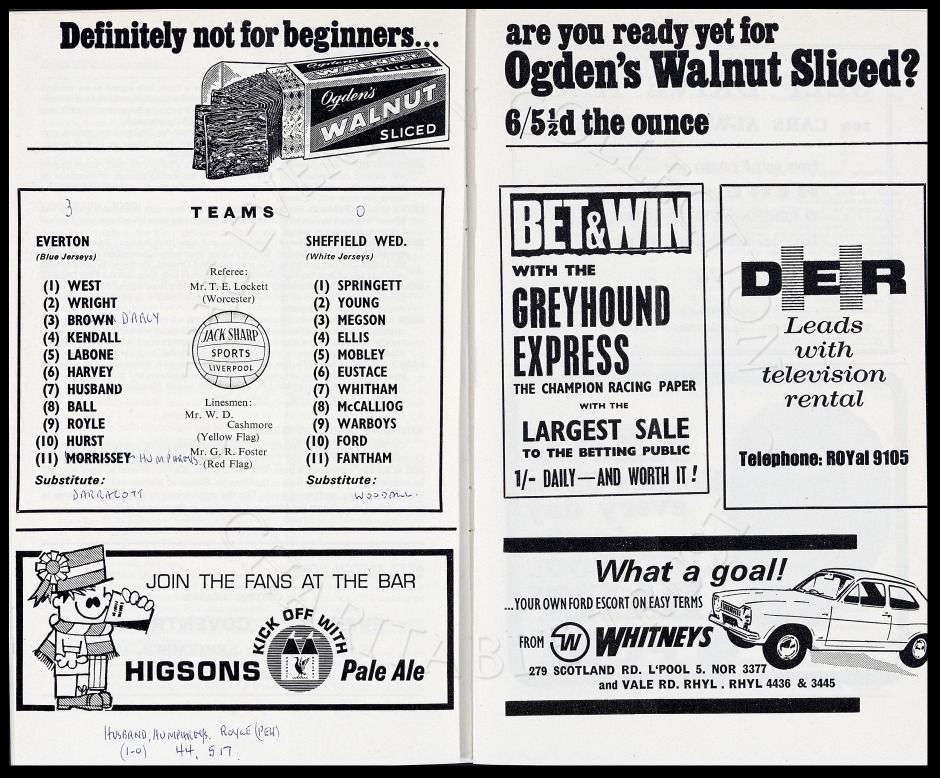 Definitely not for beginners...
Ogden's
WALNUT
SLICED
Ogden's
WALNUT
SLICED
3 TEAMS 0
EVERTON
(Blue Jerseys)
(1) WEST
(2) WRIGHT
(3) BROWN D'ARCY
(4) KENDALL
(5) LABONE
(6) HARVEY
(7) HUSBAND
(8) BALL
(9) ROYLE
(10) HURST
(11) MORRISSEY HUMPHREYS.
Substitute:
DARRACOTT
Referee:
Mr. T. E. Lockett
(Worcester)
JACK SHARP
SPORTS
LIVERPOOL
Linesmen:
Mr. W. D.
Cashmore
(Yellow Flag)
Mr. G. R. Foster
(Red Flag)
SHEFFIELD WED.
(White Jerseys)
(1) SPRINGETT
(2) YOUNG
(3) MEGSON
(4) ELLIS
(5) MOBLEY
(6) EUSTACE
(7) WHITHAM
(8) McCALLIOG
(9) WARBOYS
(10) FORD
(11) FANTHAM
Substitute:
WOODALL.
JOIN THE FANS AT THE BAR
HIGSONS
KICK OFF WITH
Pale Ale
HUSBAND, HUMPHREYS. ROYLE (PEN)
(1-0) 44, 517
are you ready yet for
Ogden's Walnut Sliced?
6/5½d the ounce
BET & WIN
WITH THE
GREYHOUND
EXPRESS
THE CHAMPION RACING PAPER
WITH THE
LARGEST SALE
TO THE BETTING PUBLIC
1/- DAILY—AND WORTH IT!
DER
Leads
with
television
rental
Telephone: ROYal 9105
What a goal!
...YOUR OWN FORD ESCORT ON EASY TERMS
FROM W WHITNEYS
279 SCOTLAND RD. L'POOL 5. NOR 3377
and VALE RD. RHYL . RHYL 4436 & 3445
EVERTON COLLECTION
CHARITABLE